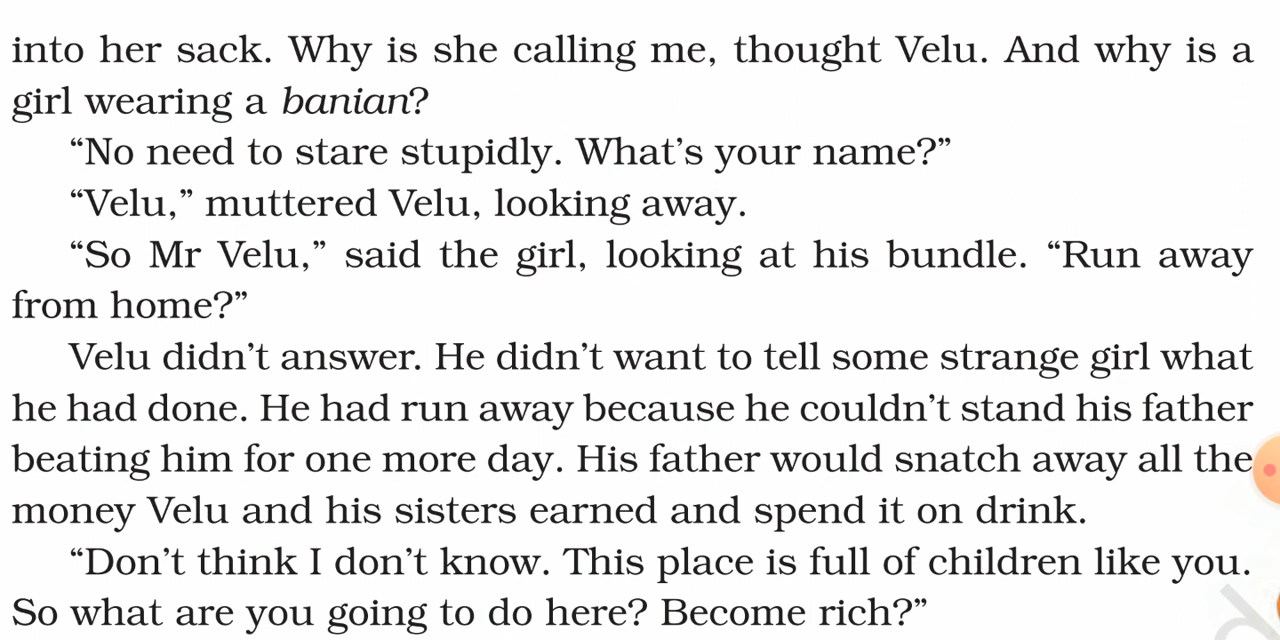 into her sack. Why is she calling me, thought Velu. And why is a
girl wearing a banian?
“No need to stare stupidly. What’s your name?”
“Velu,” muttered Velu, looking away.
“So Mr Velu,” said the girl, looking at his bundle. “Run away
from home?”
Velu didn’t answer. He didn’t want to tell some strange girl what
he had done. He had run away because he couldn’t stand his father
beating him for one more day. His father would snatch away all the
money Velu and his sisters earned and spend it on drink.
“Don’t think I don’t know. This place is full of children like you.
So what are you going to do here? Become rich?”